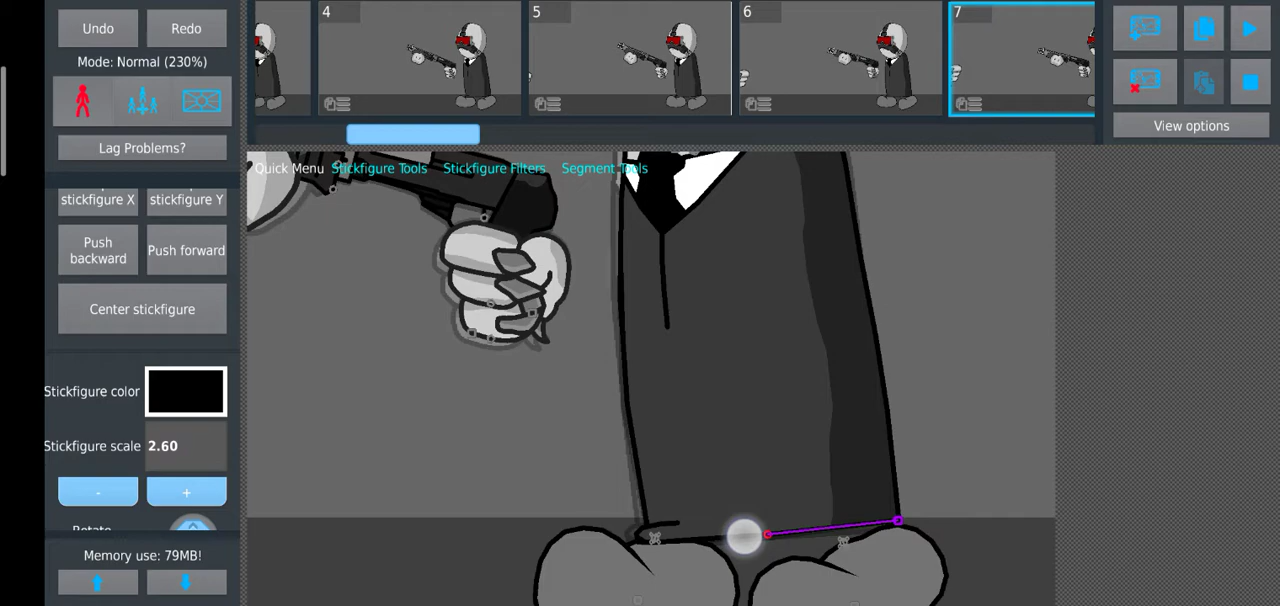 Undo Redo
4 5 6 7
Mode: Normal (230%)
Lag Problems?
View options
Quick Menu Stickfigure Tools Stickfigure Filters Segment Tools
stickfigure X stickfigure Y
Push backward Push forward
Center stickfigure
Stickfigure color
Stickfigure scale 2.60
- +
Rotate
Memory use: 79MB!